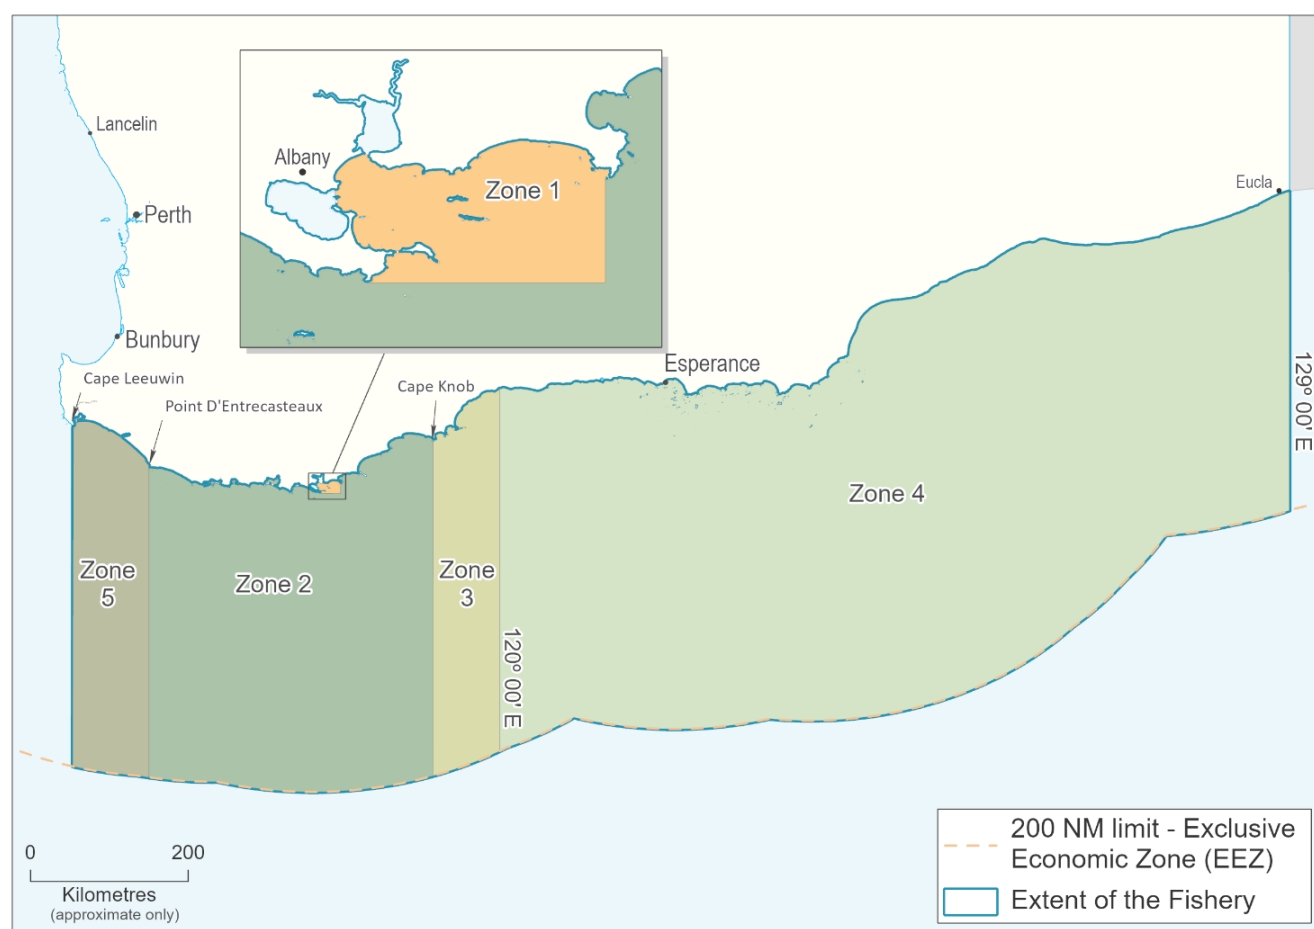 Lancelin
Albany
Zone 1
Eucla
Perth
Bunbury
Esperance
Cape Leeuwin
Cape Knob
Point D'Entrecasteaux
129º 00' E
Zone 4
Zone
5
Zone 2
Zone
3
120º 00' E
200 NM limit - Exclusive
Economic Zone (EEZ)
Extent of the Fishery
0 200
Kilometres
(approximate only)